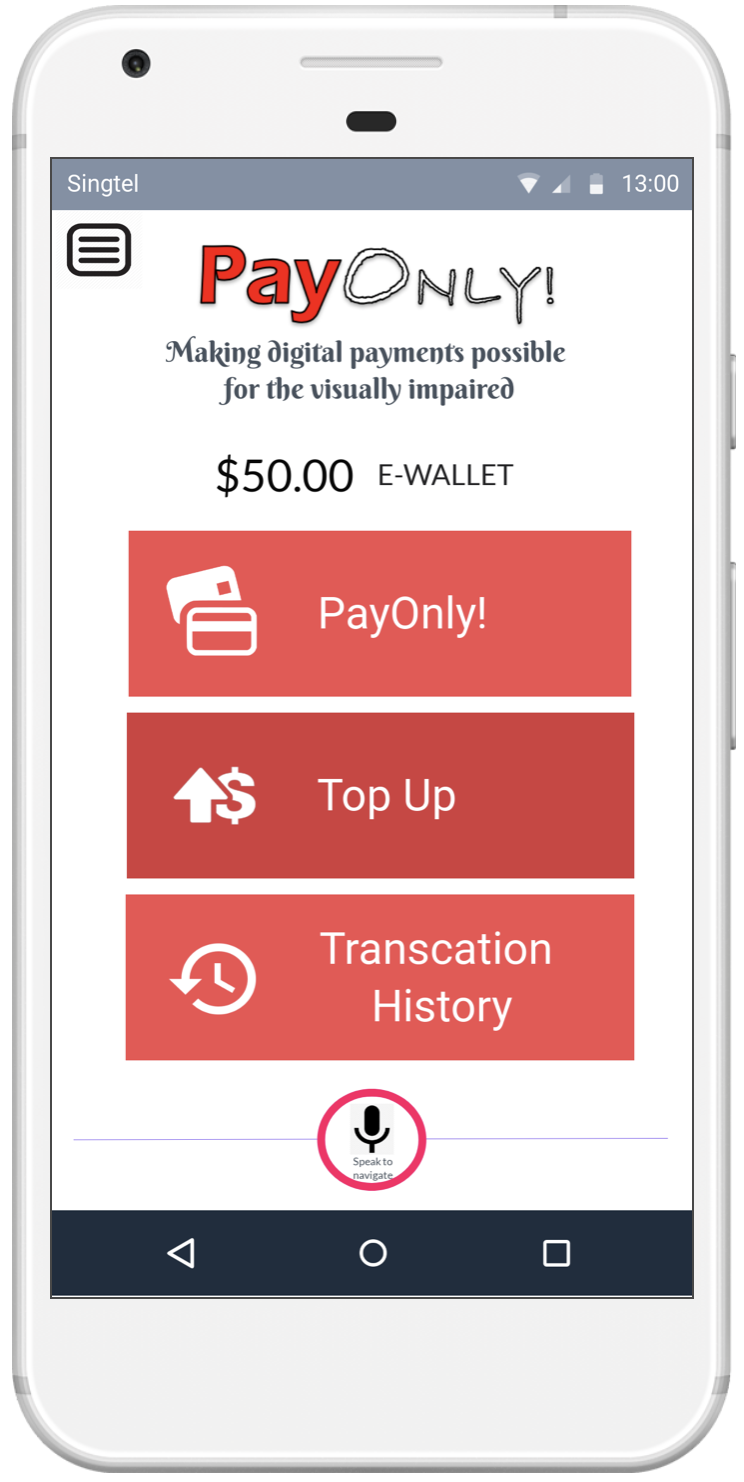 Singtel 13:00
PayOnly!
Making digital payments possible
for the visually impaired
$50.00 E-WALLET
PayOnly!
Top Up
Transcation
History
Speak to
navigate